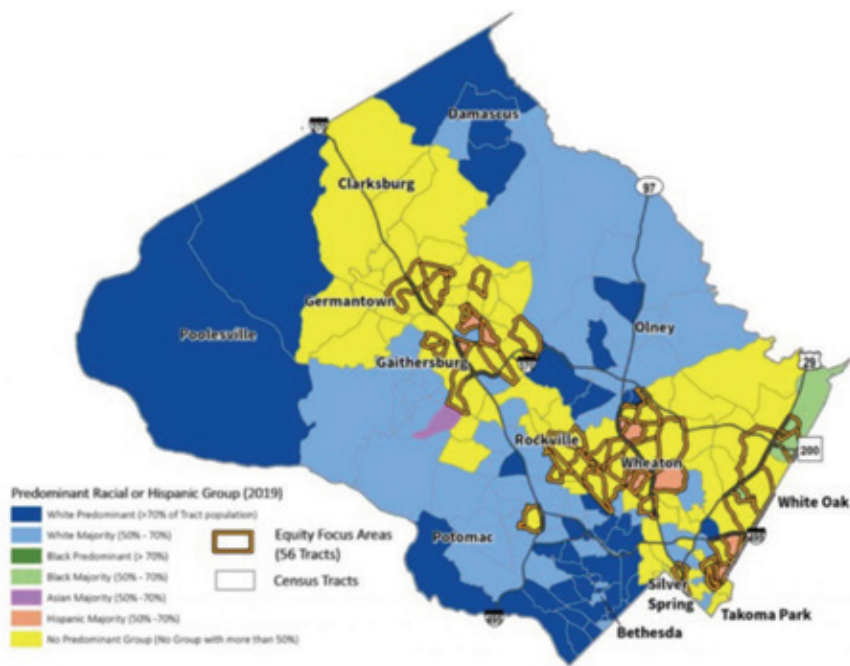 Damascus
270
Clarksburg
97
Germantown
Olney
Poolesville
29
Gaithersburg
Rockville
Wheaton
200
Predominant Racial or Hispanic Group (2019)
White Predominant (>70% of Tract population)
White Majority (50% - 70%)
Black Predominant (> 70%)
Black Majority (50% - 70%)
Asian Majority (50% -70%)
Hispanic Majority (50% -70%)
No Predominant Group (No Group with more than 50%)
Equity Focus Areas
(56 Tracts)
Census Tracts
White Oak
Potomac
495
Silver
Spring
Takoma Park
495
Bethesda